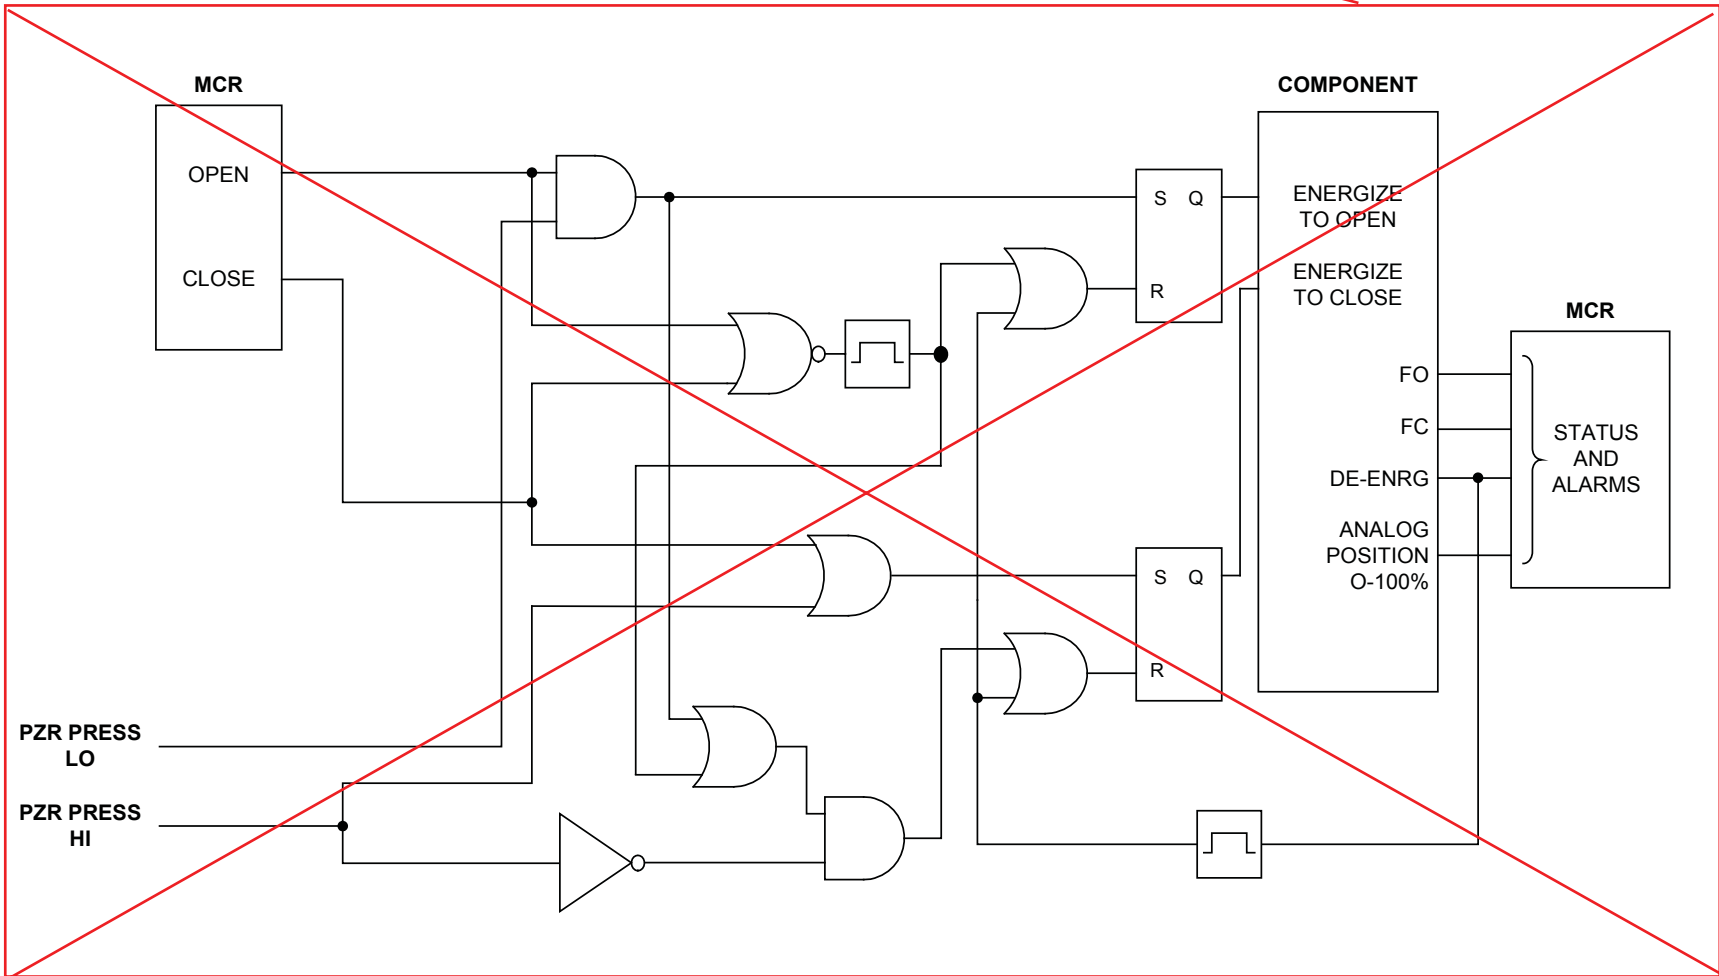 MCR
OPEN
CLOSE
COMPONENT
S Q
R
ENERGIZE
TO OPEN
ENERGIZE
TO CLOSE
MCR
FO
FC
DE-ENRG
ANALOG
POSITION
O-100%
STATUS
AND
ALARMS
S Q
R
PZR PRESS
LO
PZR PRESS
HI